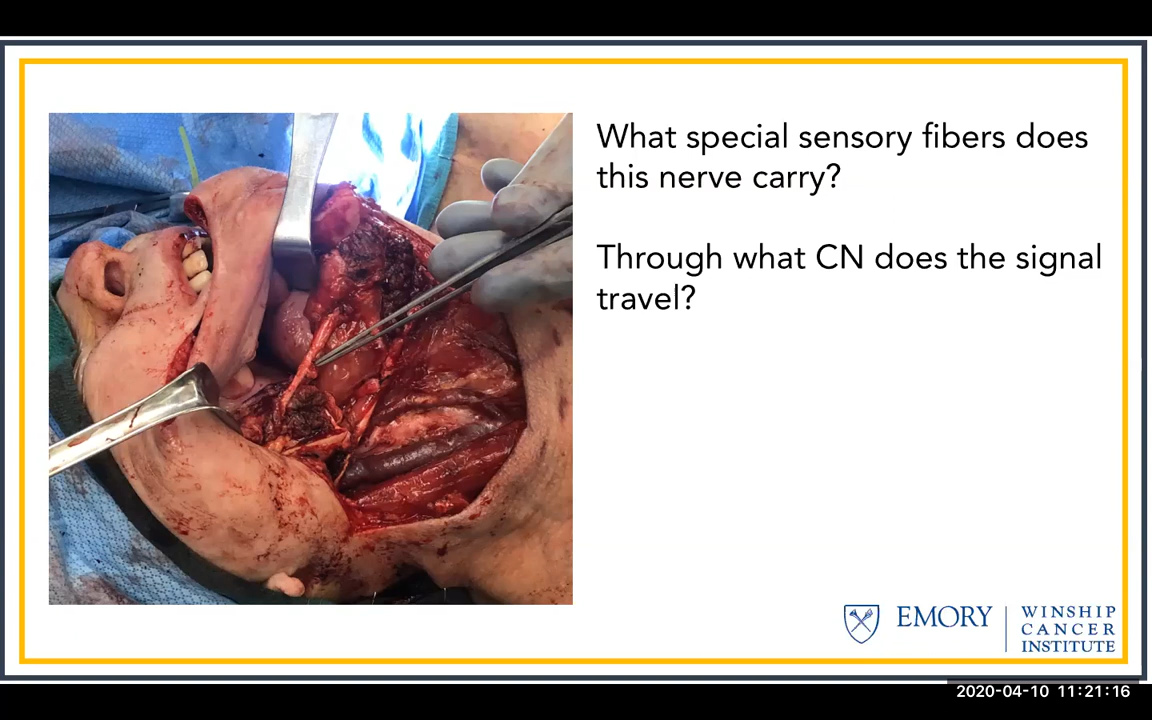 What special sensory fibers does
this nerve carry?
Through what CN does the signal
travel?
EMORY
WINSHIP
CANCER
INSTITUTE
2020-04-10 11:21:16